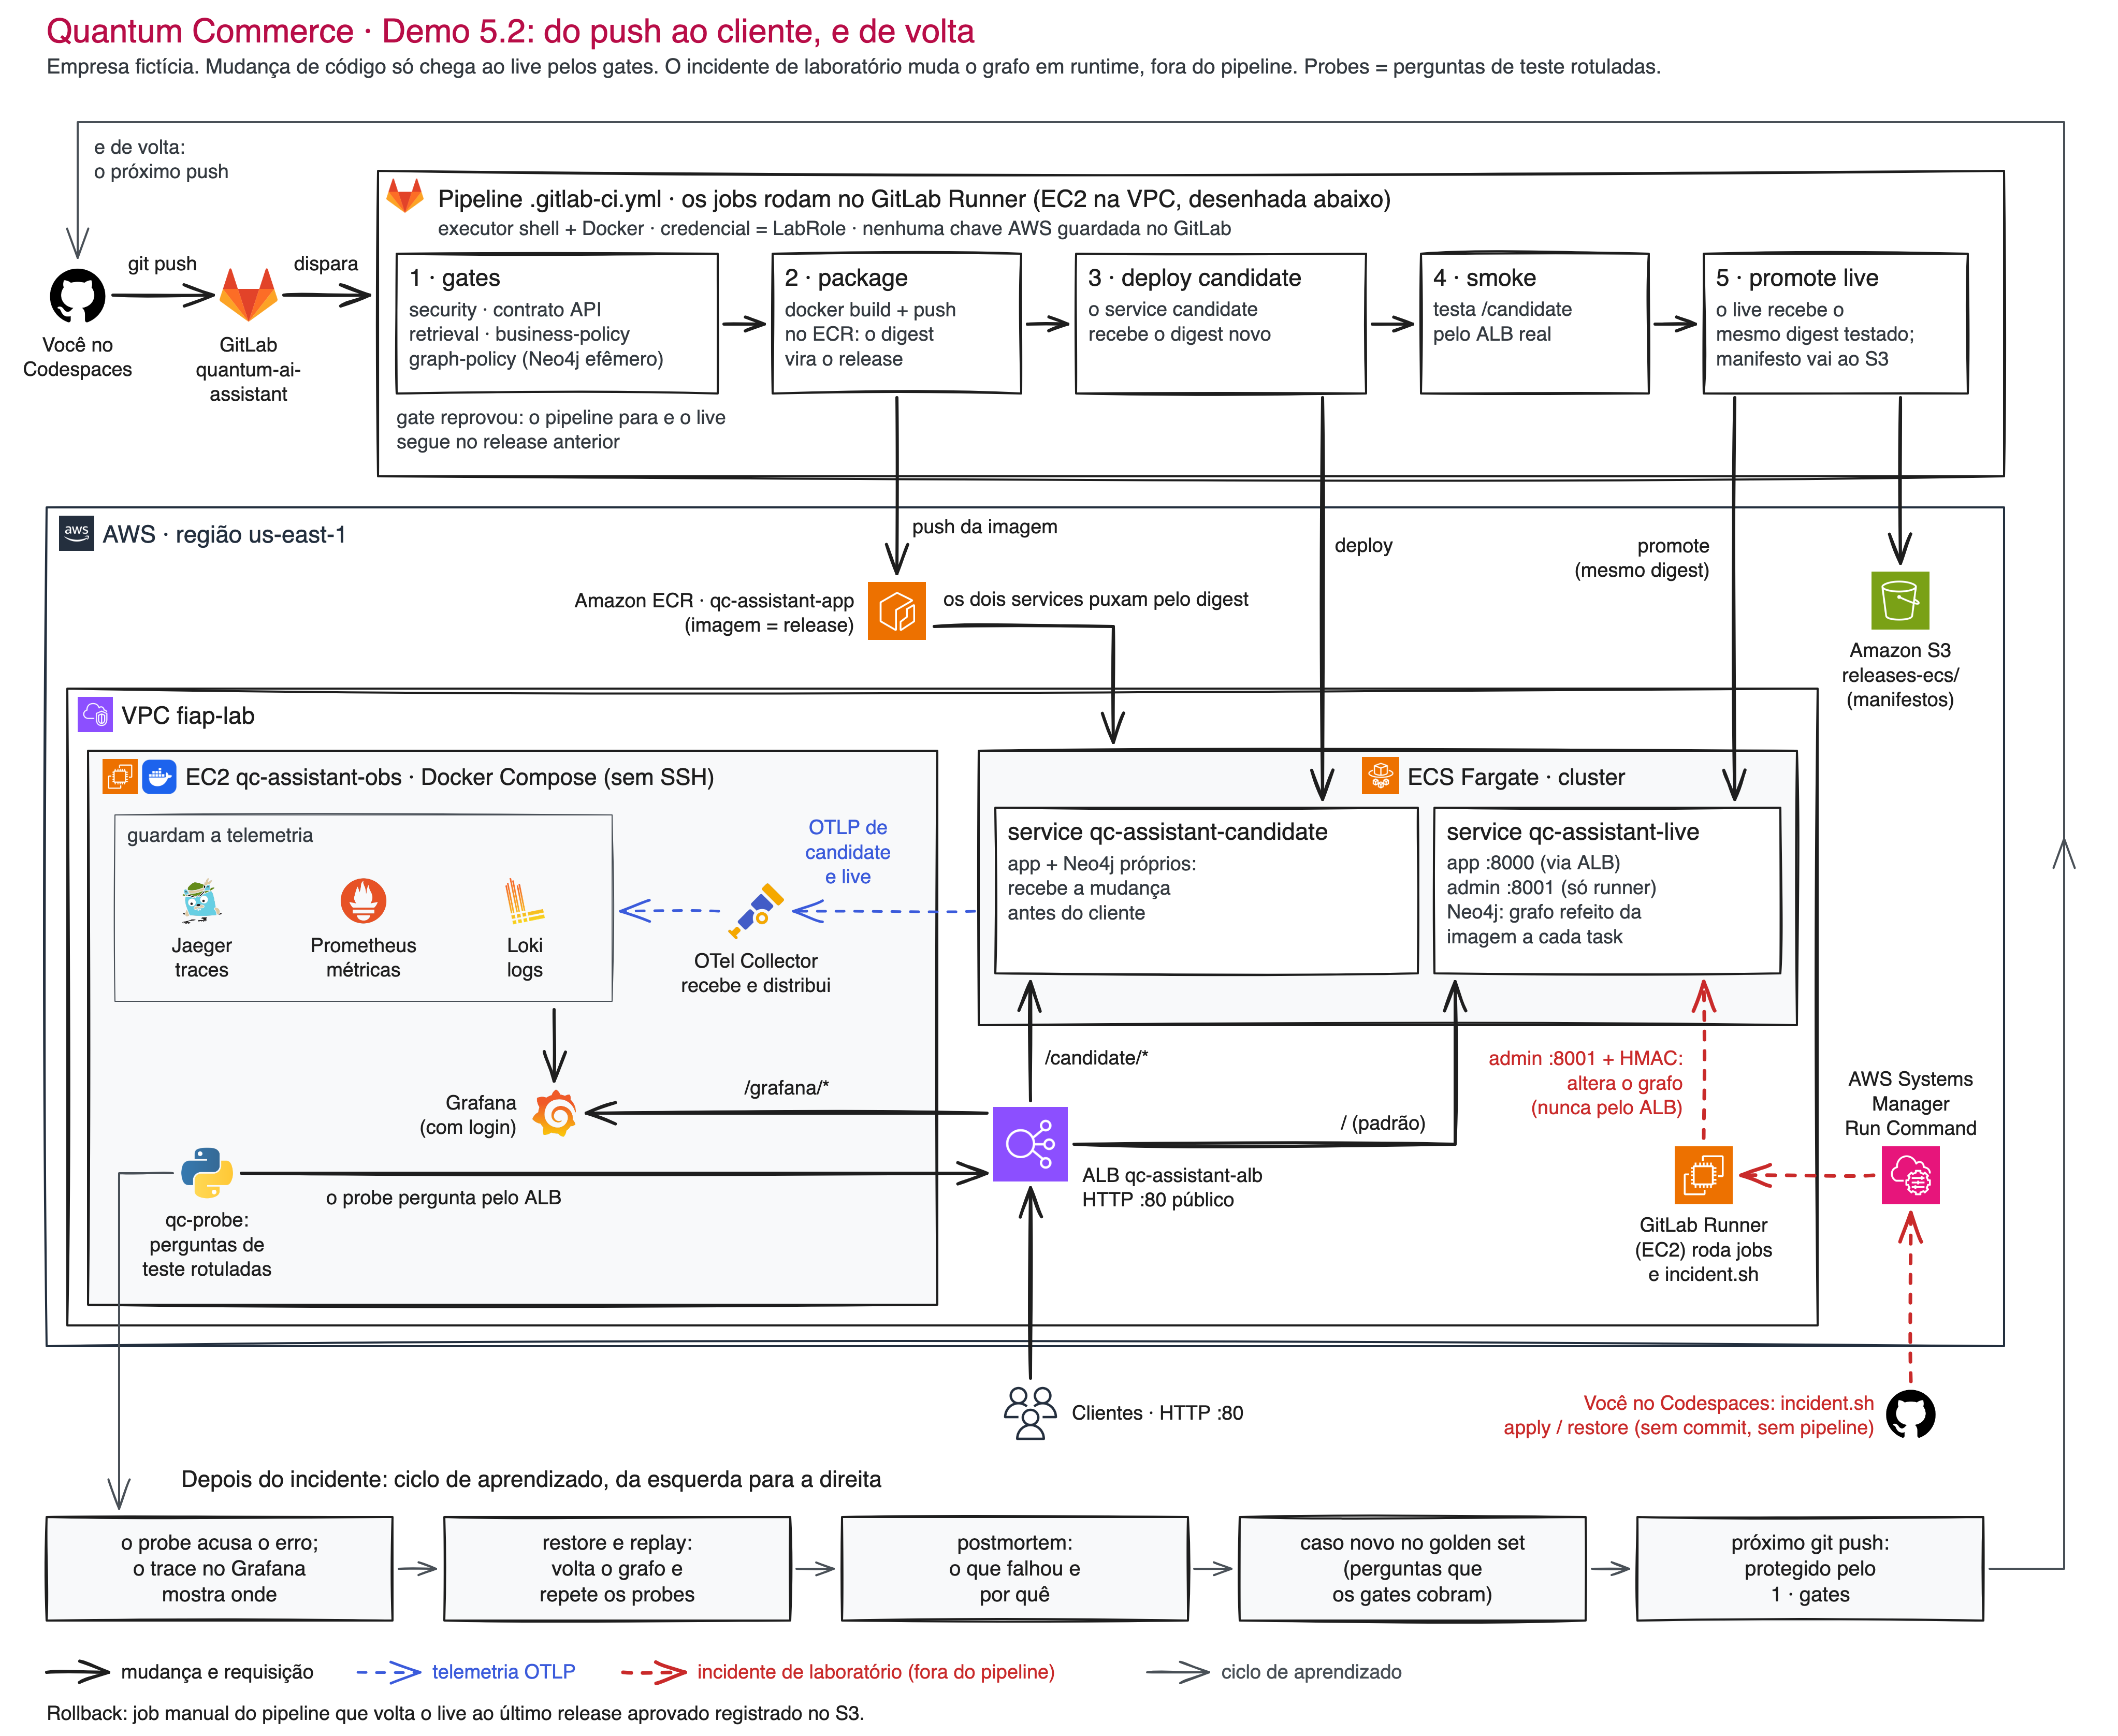 Quantum Commerce · Demo 5.2: do push ao cliente, e de volta
Empresa fictícia. Mudança de código só chega ao live pelos gates. O incidente de laboratório muda o grafo em runtime, fora do pipeline. Probes = perguntas de teste rotuladas.
e de volta:
o próximo push
Pipeline .gitlab-ci.yml · os jobs rodam no GitLab Runner (EC2 na VPC, desenhada abaixo)
executor shell + Docker · credencial = LabRole · nenhuma chave AWS guardada no GitLab
git push
dispara
Você no
Codespaces
GitLab
quantum-ai-
assistant
1 · gates
security · contrato API
retrieval · business-policy
graph-policy (Neo4j efêmero)
2 · package
docker build + push
no ECR: o digest
vira o release
3 · deploy candidate
o service candidate
recebe o digest novo
4 · smoke
testa /candidate
pelo ALB real
5 · promote live
o live recebe o
mesmo digest testado;
manifesto vai ao S3
gate reprovou: o pipeline para e o live
segue no release anterior
aws
AWS · região us-east-1
push da imagem
deploy
promote
(mesmo digest)
Amazon ECR · qc-assistant-app
(imagem = release)
os dois services puxam pelo digest
Amazon S3
releases-ecs/
(manifestos)
VPC fiap-lab
EC2 qc-assistant-obs · Docker Compose (sem SSH)
ECS Fargate · cluster
guardam a telemetria
Jaeger
traces
Prometheus
métricas
Loki
logs
OTLP de
candidate
e live
OTel Collector
recebe e distribui
service qc-assistant-candidate
app + Neo4j próprios:
recebe a mudança
antes do cliente
service qc-assistant-live
app :8000 (via ALB)
admin :8001 (só runner)
Neo4j: grafo refeito da
imagem a cada task
/candidate/*
admin :8001 + HMAC:
altera o grafo
(nunca pelo ALB)
AWS Systems
Manager
Run Command
Grafana
(com login)
/grafana/*
/ (padrão)
o probe pergunta pelo ALB
ALB qc-assistant-alb
HTTP :80 público
qc-probe:
perguntas de
teste rotuladas
GitLab Runner
(EC2) roda jobs
e incident.sh
Clientes · HTTP :80
Você no Codespaces: incident.sh
apply / restore (sem commit, sem pipeline)
Depois do incidente: ciclo de aprendizado, da esquerda para a direita
o probe acusa o erro;
o trace no Grafana
mostra onde
restore e replay:
volta o grafo e
repete os probes
postmortem:
o que falhou e
por quê
caso novo no golden set
(perguntas que
os gates cobram)
próximo git push:
protegido pelo
1 · gates
mudança e requisição
telemetria OTLP
incidente de laboratório (fora do pipeline)
ciclo de aprendizado
Rollback: job manual do pipeline que volta o live ao último release aprovado registrado no S3.